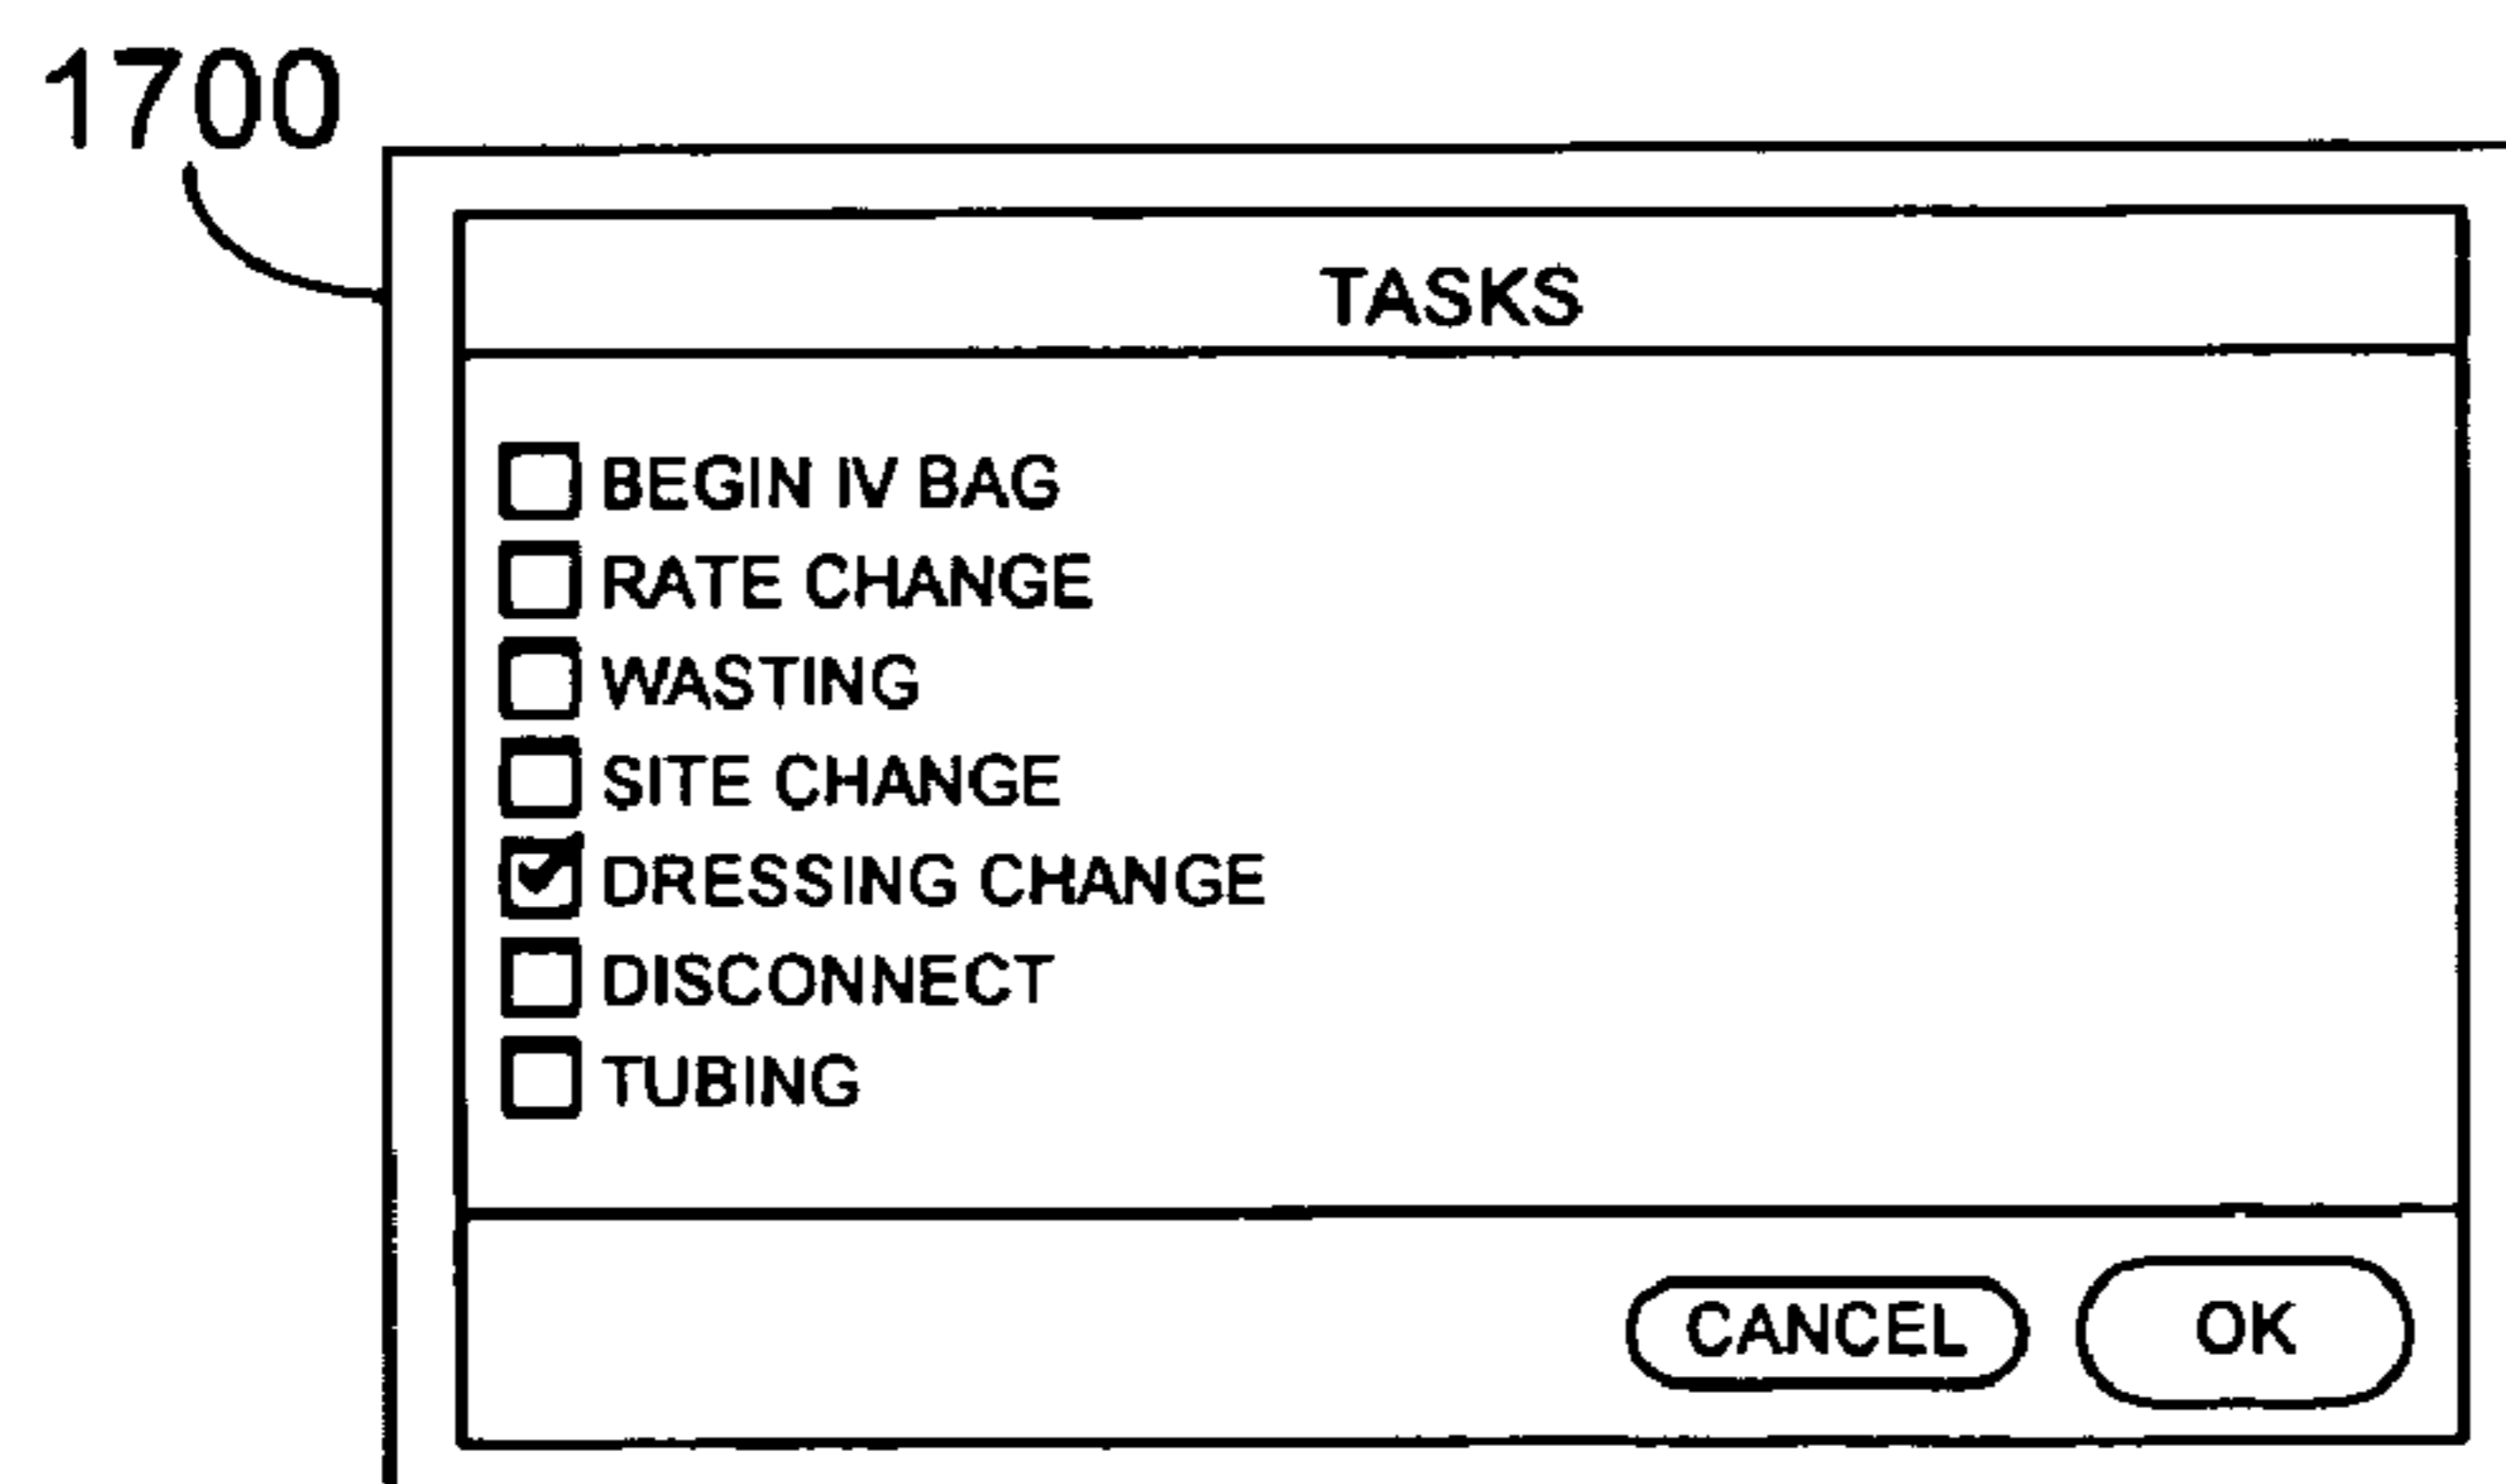 1700
TASKS
BEGIN IV BAG
RATE CHANGE
WASTING
SITE CHANGE
DRESSING CHANGE
DISCONNECT
TUBING
CANCEL OK